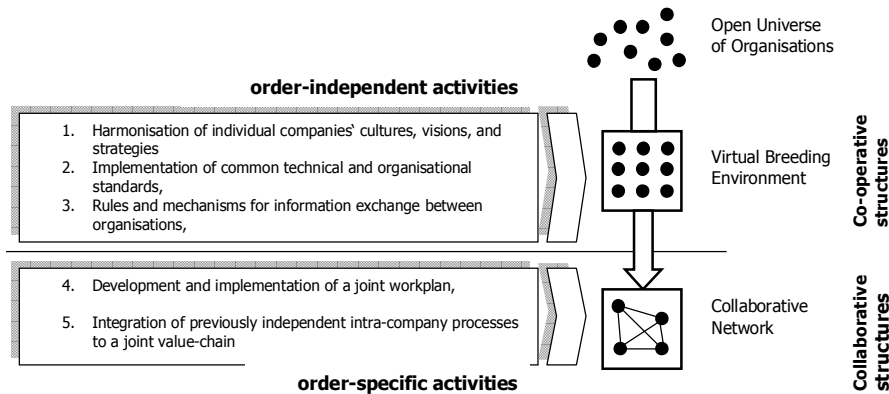 Open Universe
of Organisations
order-independent activities
1. Harmonisation of individual companies‘ cultures, visions, and
strategies
2. Implementation of common technical and organisational
standards,
3. Rules and mechanisms for information exchange between
organisations,
Virtual Breeding
Environment
Co-operative
structures
4. Development and implementation of a joint workplan,
5. Integration of previously independent intra-company processes
to a joint value-chain
Collaborative
Network
Collaborative
structures
order-specific activities